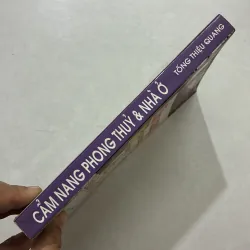 CẨM NANG PHONG THỦY & NHÀ Ở
TỐNG THIỆU QUANG